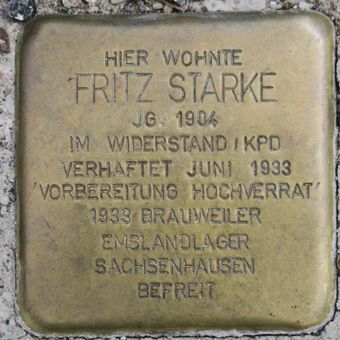 HIER WOHNTE
FRITZ STARKE
JG. 1904
IM WIDERSTAND / KPD
VERHAFTET JUNI 1933
'VORBEREITUNG HOCHVERRAT'
1933 BRAUWEILER
EMSLANDLAGER
SACHSENHAUSEN
BEFREIT